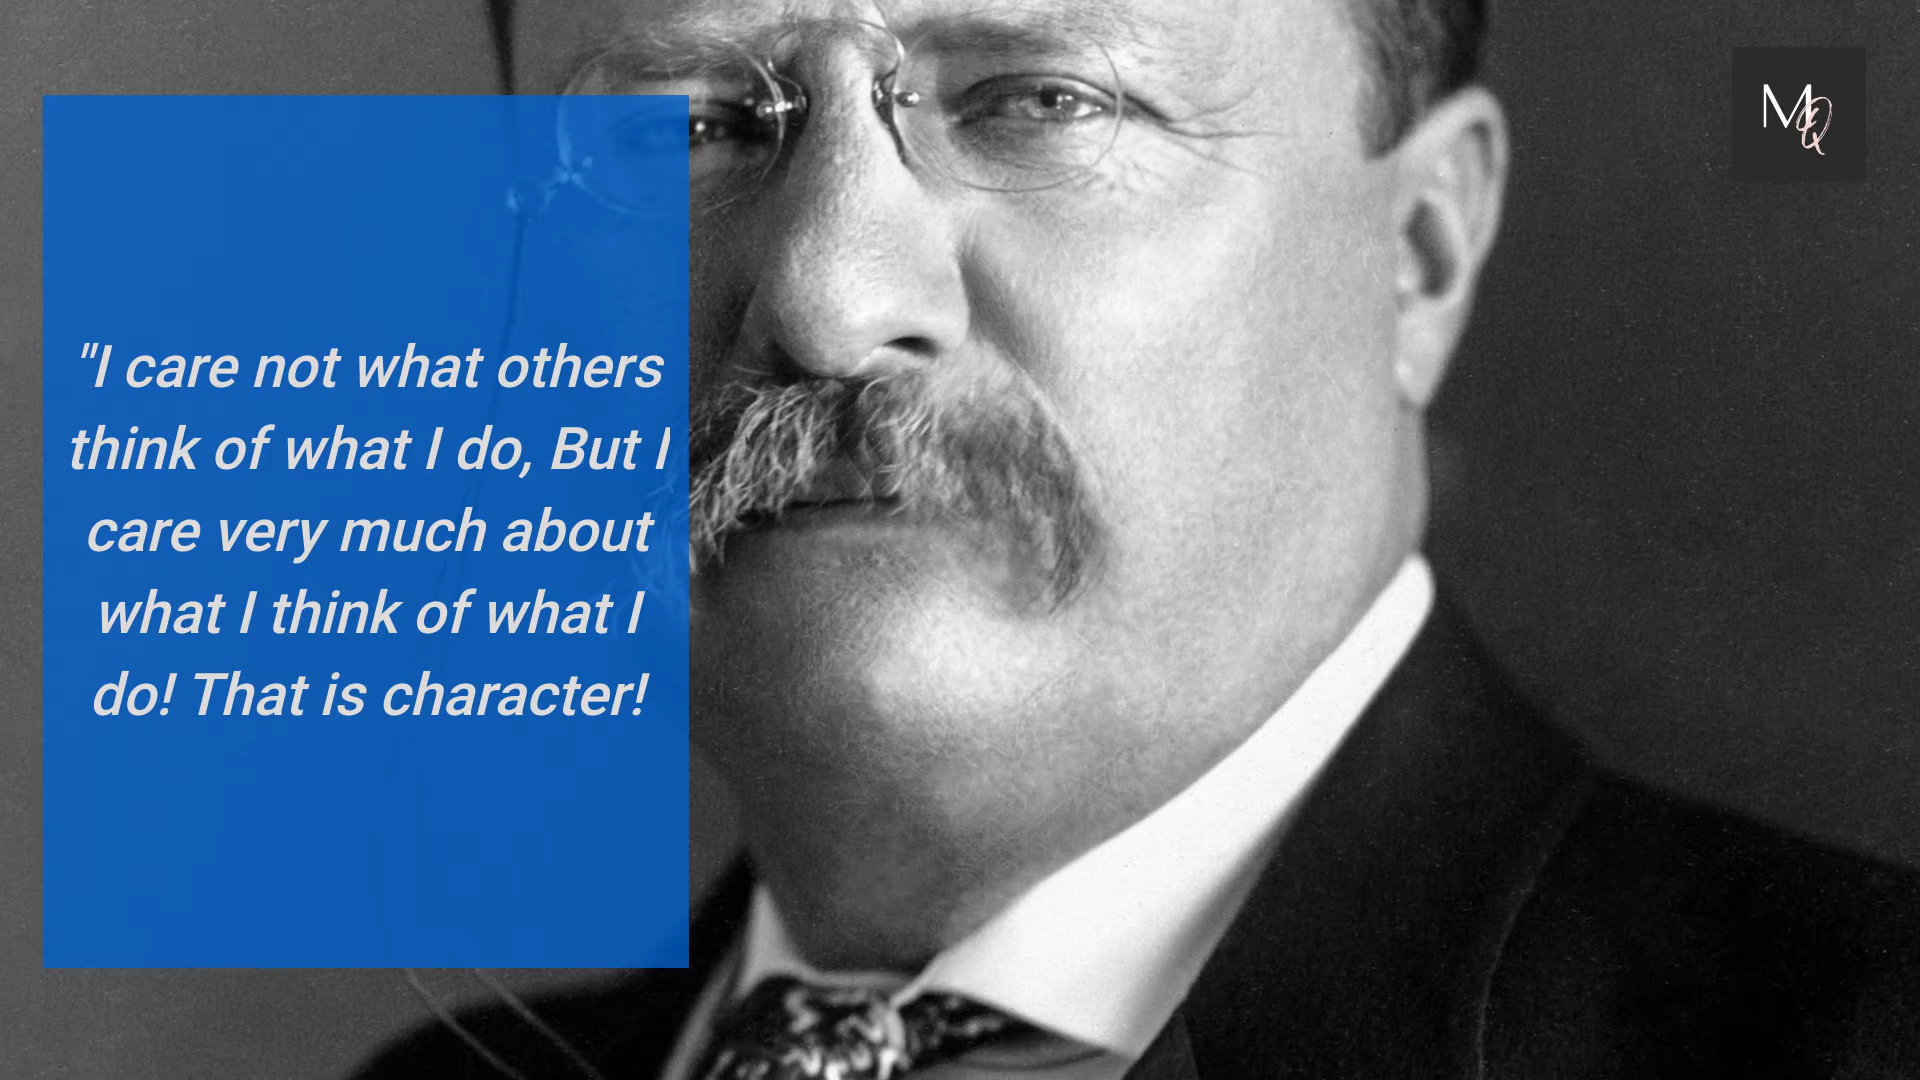 "I care not what others
think of what I do, But I
care very much about
what I think of what I
do! That is character!
MQ